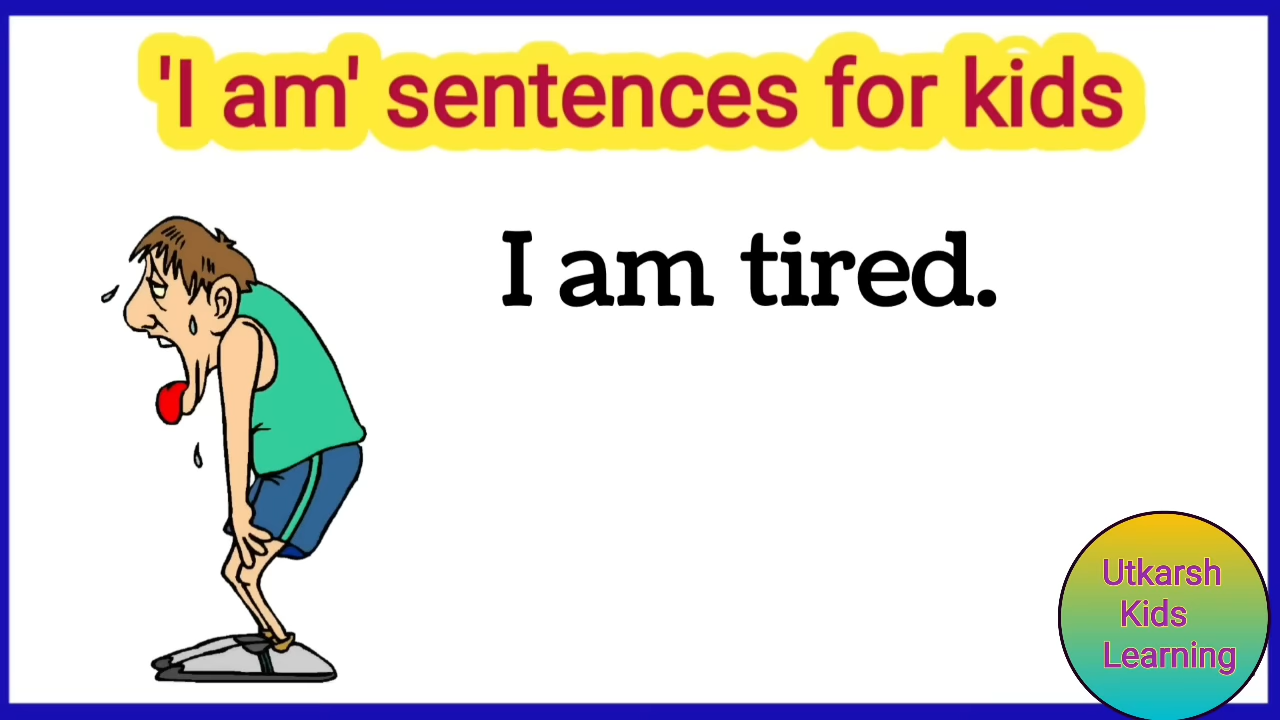 'I am' sentences for kids
I am tired.
Utkarsh
Kids
Learning